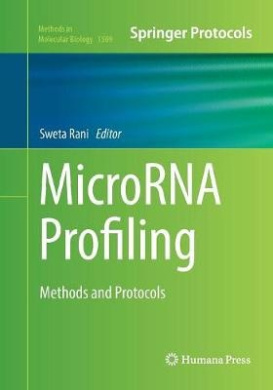 Methods in
Molecular Biology 1509
Springer Protocols
Sweta Rani Editor
MicroRNA
Profiling
Methods and Protocols
Humana Press